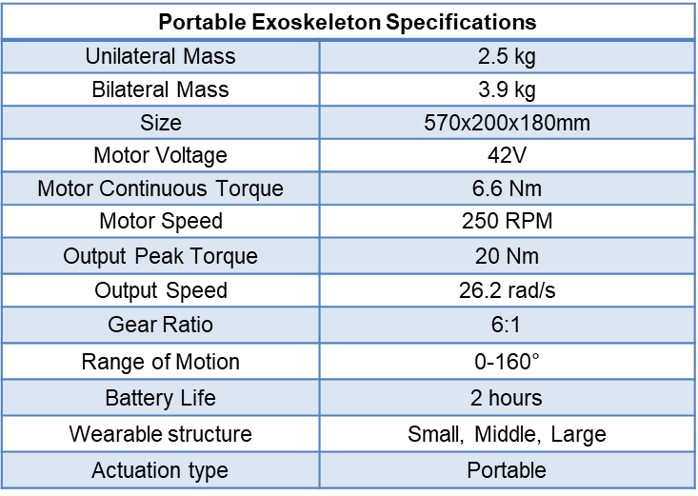 Portable Exoskeleton Specifications
Unilateral Mass 2.5 kg
Bilateral Mass 3.9 kg
Size 570x200x180mm
Motor Voltage 42V
Motor Continuous Torque 6.6 Nm
Motor Speed 250 RPM
Output Peak Torque 20 Nm
Output Speed 26.2 rad/s
Gear Ratio 6:1
Range of Motion 0-160°
Battery Life 2 hours
Wearable structure Small, Middle, Large
Actuation type Portable